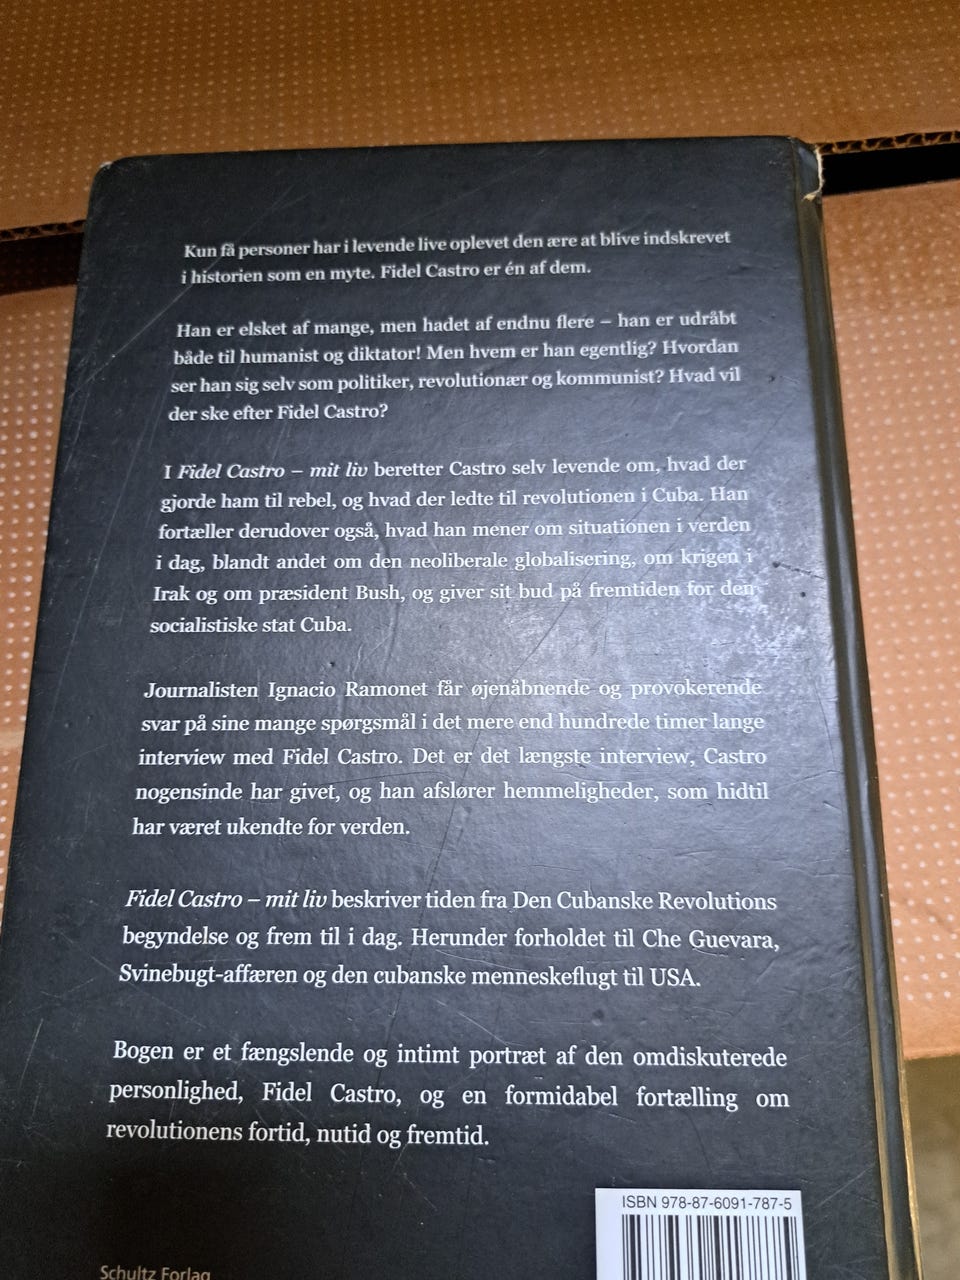 Kun få personer har i levende live oplevet den ære at blive indskrevet
i historien som en myte. Fidel Castro er én af dem.
Han er elsket af mange, men hadet af endnu flere – han er udråbt
både til humanist og diktator! Men hvem er han egentlig? Hvordan
ser han sig selv som politiker, revolutionær og kommunist? Hvad vil
der ske efter Fidel Castro?
I Fidel Castro – mit liv beretter Castro selv levende om, hvad der
gjorde ham til rebel, og hvad der ledte til revolutionen i Cuba. Han
fortæller derudover også, hvad han mener om situationen i verden
i dag, blandt andet om den neoliberale globalisering, om krigen i
Irak og om præsident Bush, og giver sit bud på fremtiden for den
socialistiske stat Cuba.
Journalisten Ignacio Ramonet får øjenåbnende og provokerende
svar på sine mange spørgsmål i det mere end hundrede timer lange
interview med Fidel Castro. Det er det længste interview, Castro
nogensinde har givet, og han afslører hemmeligheder, som hidtil
har været ukendte for verden.
Fidel Castro – mit liv beskriver tiden fra Den Cubanske Revolutions
begyndelse og frem til i dag. Herunder forholdet til Che Guevara,
Svinebugt-affæren og den cubanske menneskeflugt til USA.
Bogen er et fængslende og intimt portræt af den omdiskuterede
personlighed, Fidel Castro, og en formidabel fortælling om
revolutionens fortid, nutid og fremtid.
ISBN 978-87-6091-787-5
Schultz Forlag